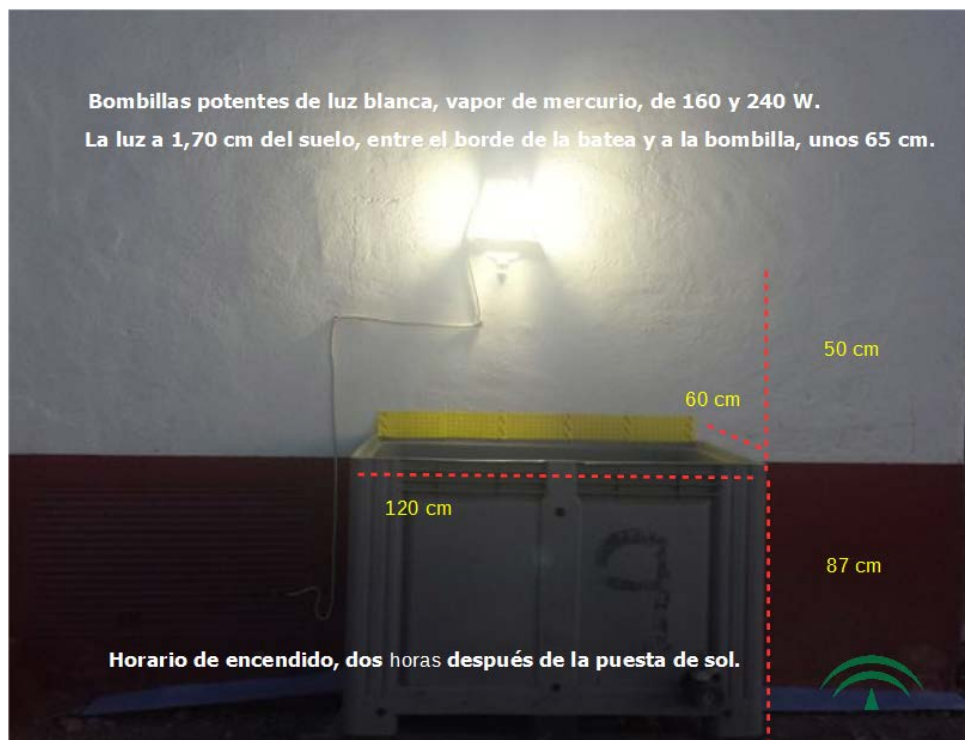 Bombillas potentes de luz blanca, vapor de mercurio, de 160 y 240 W.
La luz a 1,70 cm del suelo, entre el borde de la batea y a la bombilla, unos 65 cm.
50 cm
60 cm
120 cm
87 cm
Horario de encendido, dos horas después de la puesta de sol.